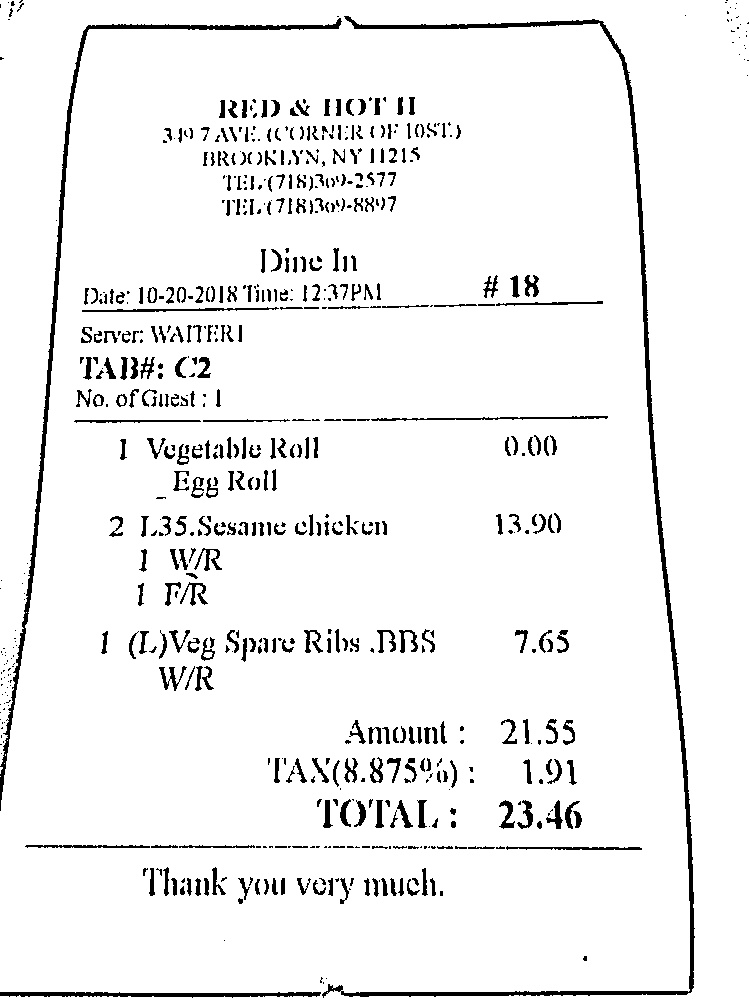 RED & HOT II
349 7 AVE. (CORNER OF 10ST.)
BROOKLYN, NY 11215
TEL:(718)369-2577
TEL:(718)369-8897
Dine In
Date: 10-20-2018 Time: 12:37PM # 18
Server: WAITER1
TAB#: C2
No. of Guest : 1
1 Vegetable Roll 0.00
_ Egg Roll
2 L35.Sesame chicken 13.90
1 W/R
1 F/R
1 (L)Veg Spare Ribs .BBS 7.65
W/R
Amount : 21.55
TAX(8.875%) : 1.91
TOTAL : 23.46
Thank you very much.